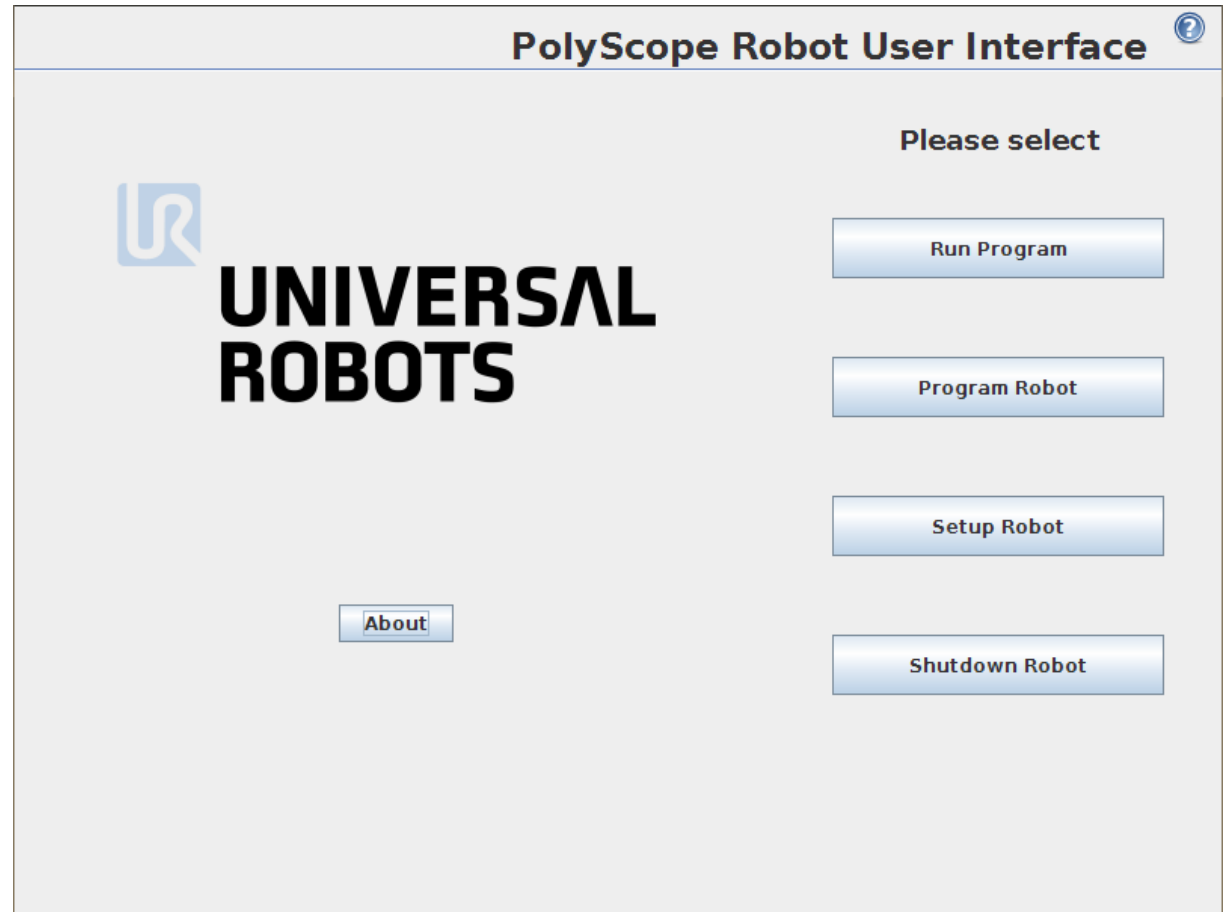 PolyScope Robot User Interface
?
Please select
UR
UNIVERSAL
ROBOTS
Run Program
Program Robot
Setup Robot
About
Shutdown Robot